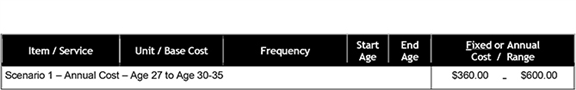 Item / Service Unit / Base Cost Frequency Start Age End Age Fixed or Annual Cost / Range
Scenario 1 – Annual Cost – Age 27 to Age 30-35 $360.00 - $600.00